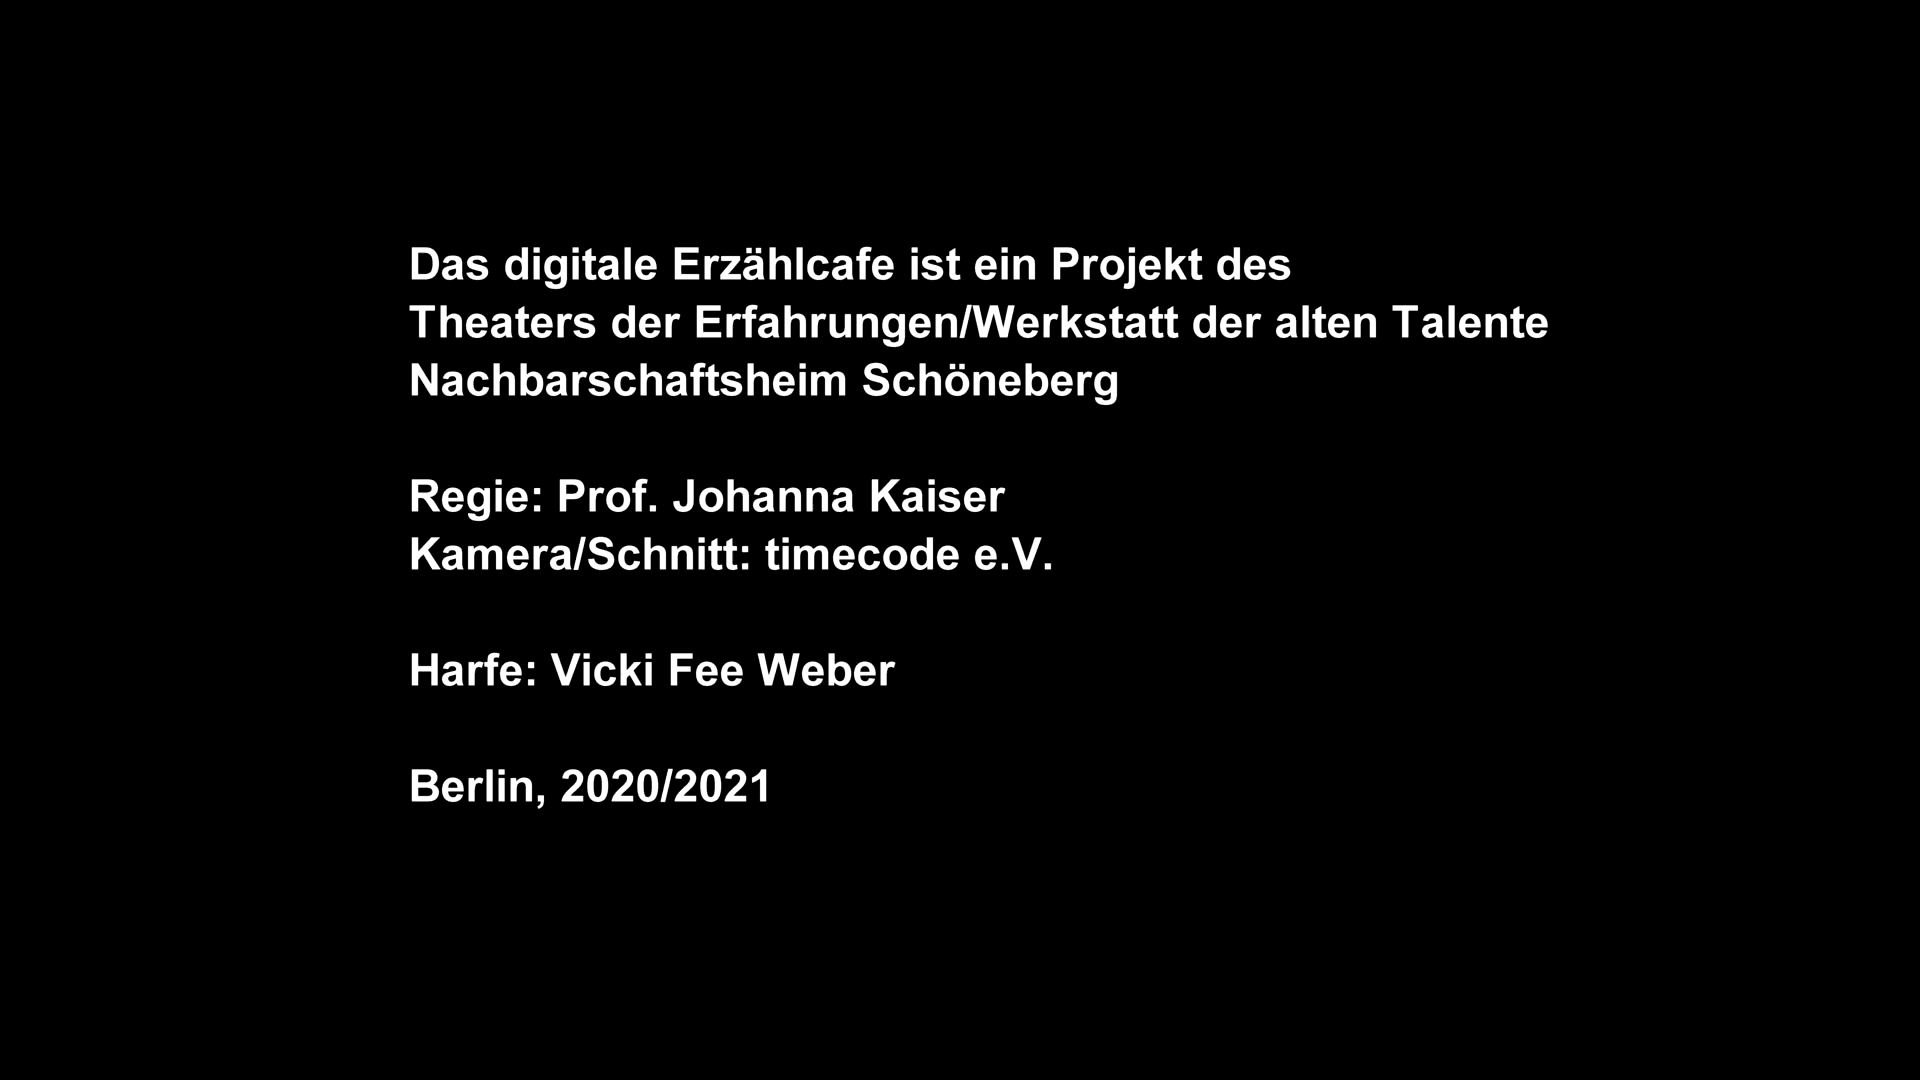 Das digitale Erzählcafe ist ein Projekt des
Theaters der Erfahrungen/Werkstatt der alten Talente
Nachbarschaftsheim Schöneberg
Regie: Prof. Johanna Kaiser
Kamera/Schnitt: timecode e.V.
Harfe: Vicki Fee Weber
Berlin, 2020/2021